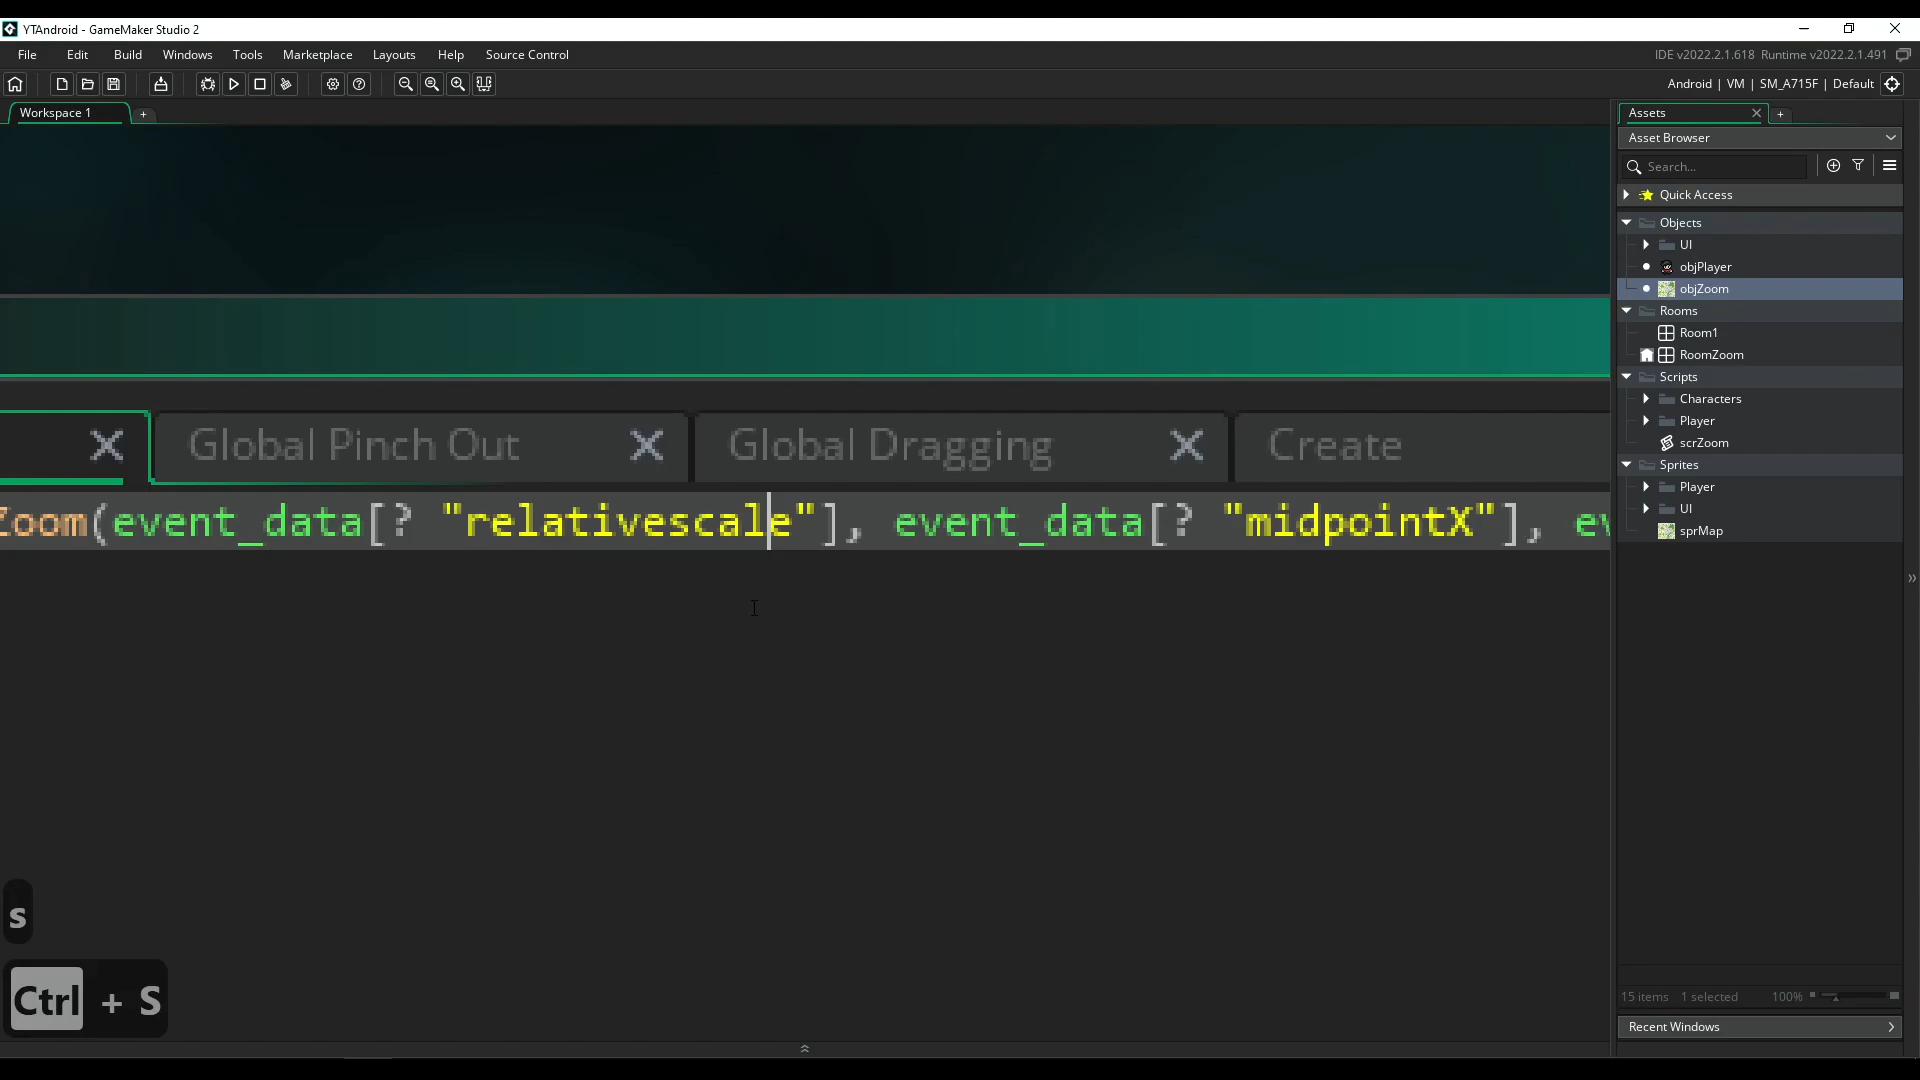 YTAndroid - GameMaker Studio 2
File Edit Build Windows Tools Marketplace Layouts Help Source Control
IDE v2022.2.1.618 Runtime v2022.2.1.491
Android | VM | SM_A715F | Default
Workspace 1
+
Assets
+
Asset Browser
Search...
Quick Access
Objects
UI
objPlayer
objZoom
Rooms
Room1
RoomZoom
Scripts
Characters
Player
scrZoom
Sprites
Player
UI
sprMap
Global Pinch Out
Global Dragging
Create
Zoom(event_data[? "relativescale"], event_data[? "midpointX"], ev
s
Ctrl + S
15 items 1 selected 100%
Recent Windows